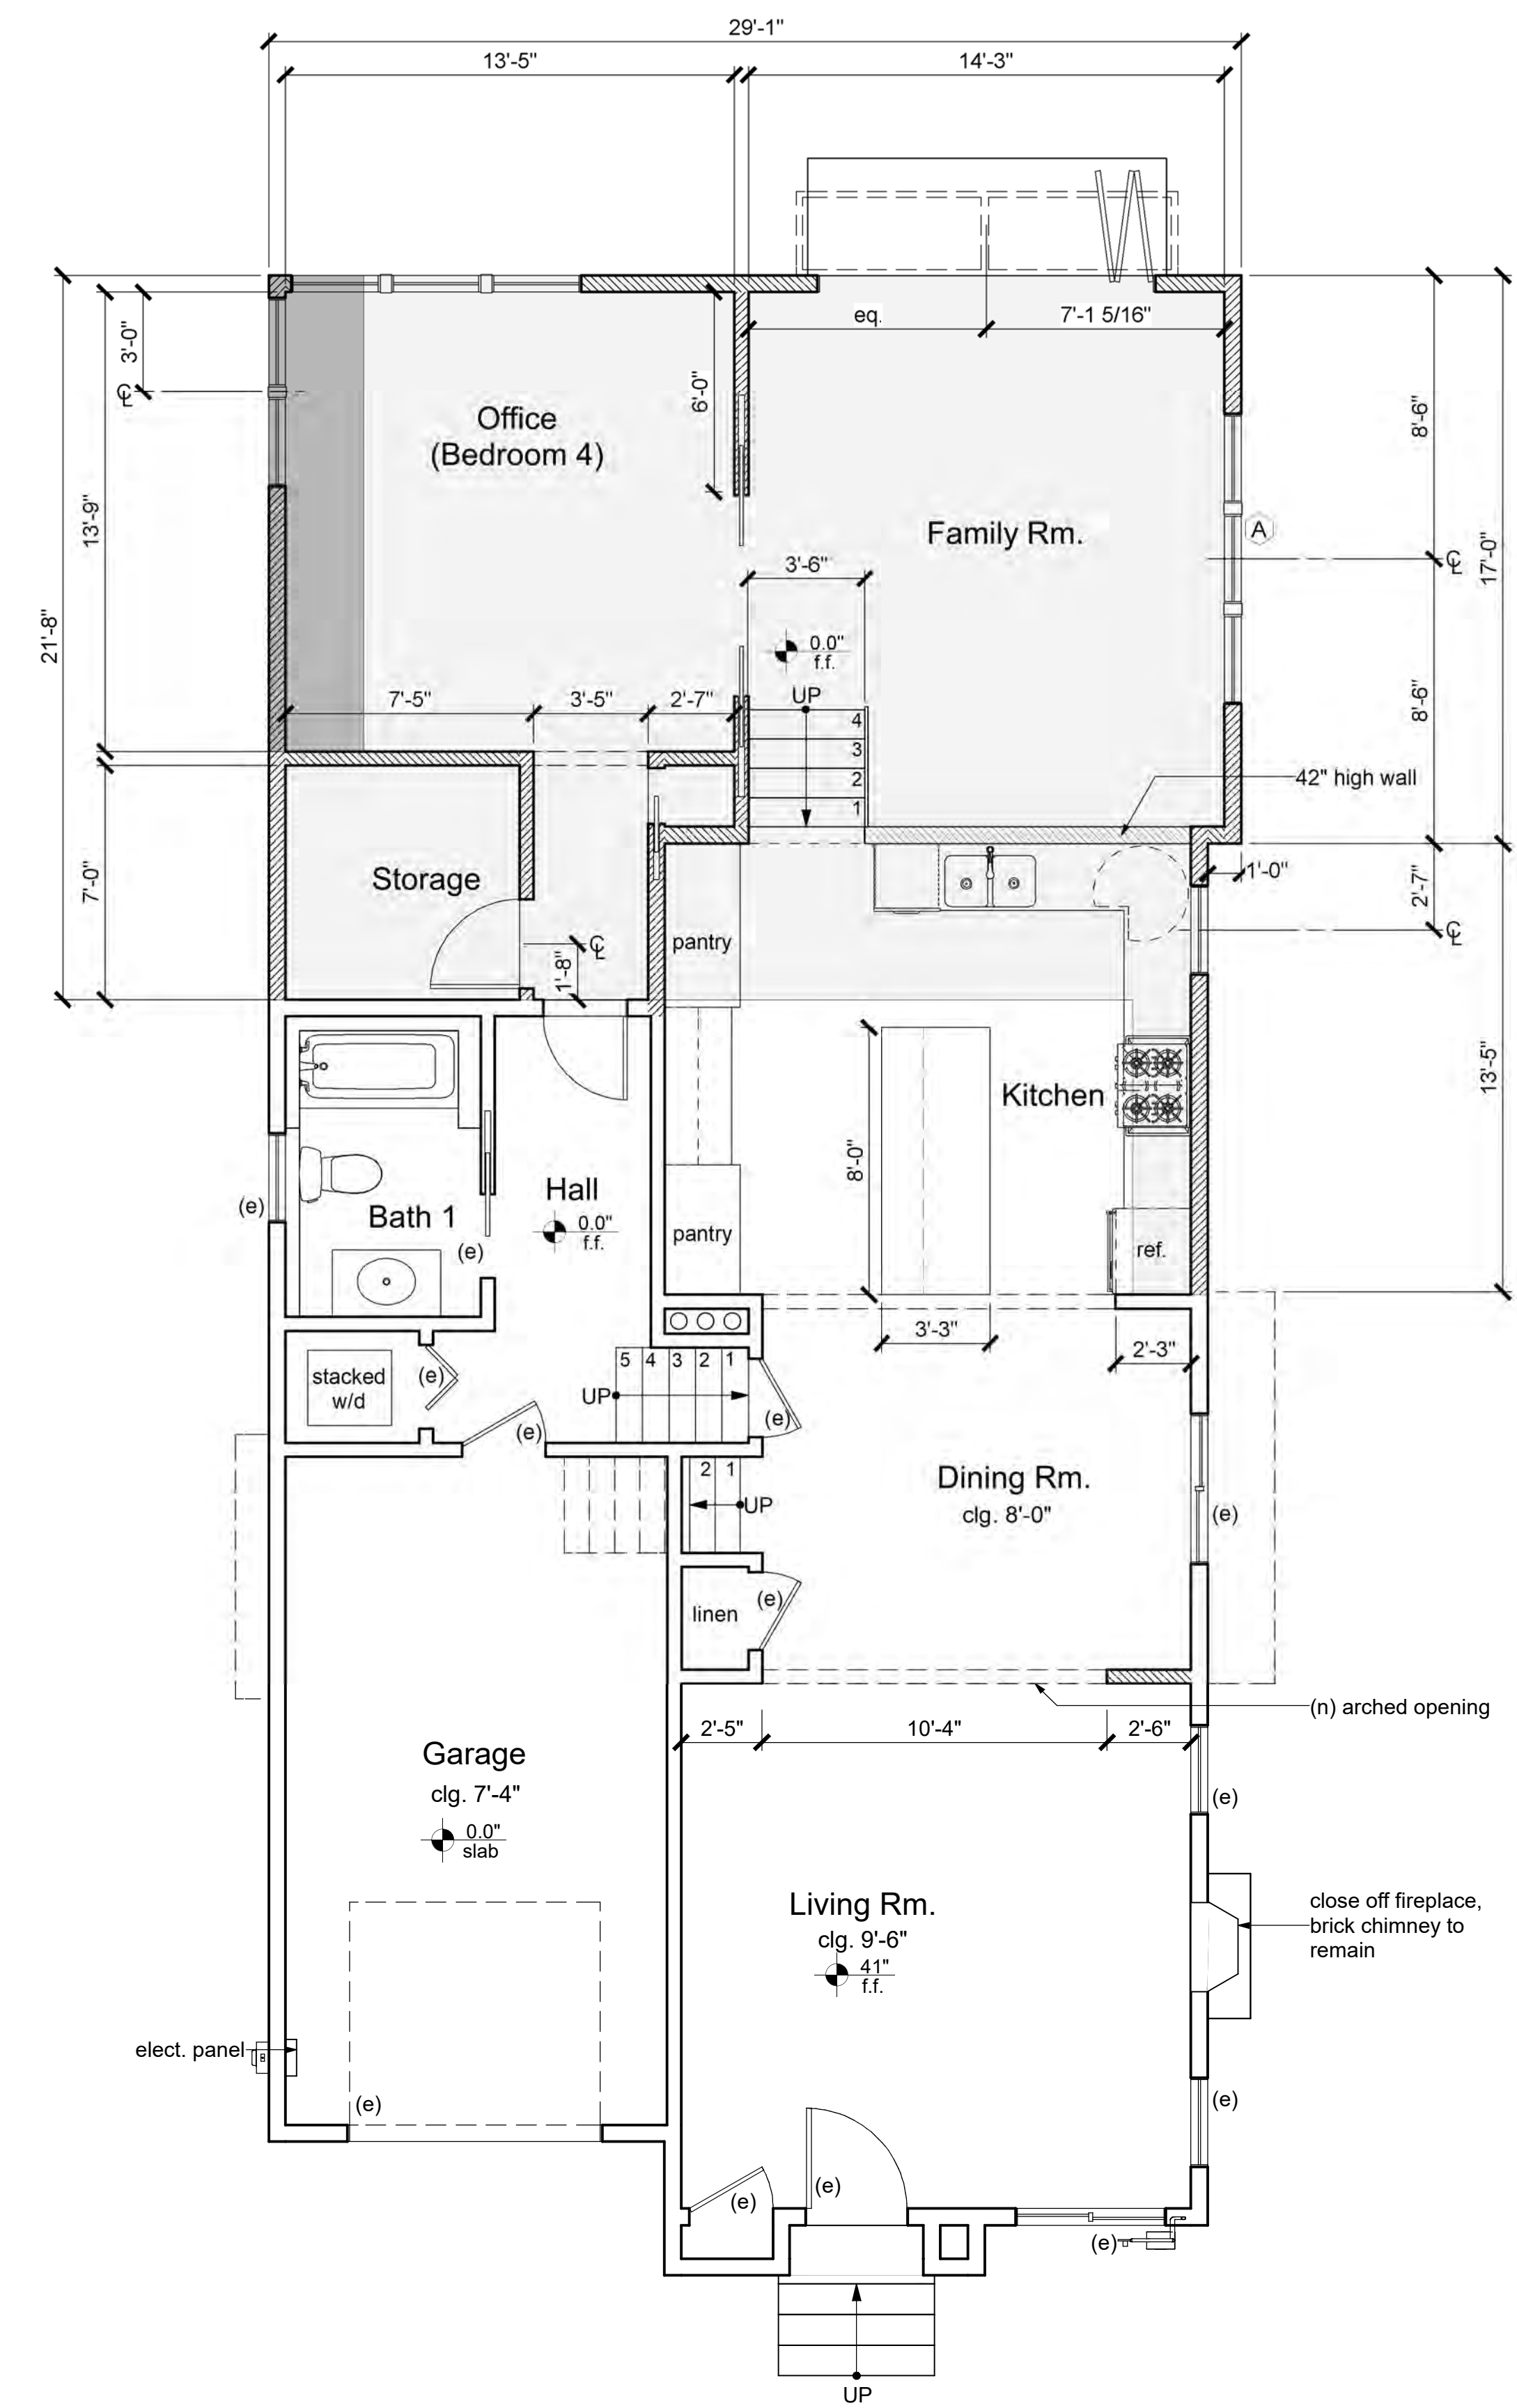 29'-1"
13'-5"
14'-3"
eq.
7'-1 5/16"
3'-0"
℄
6'-0"
Office
(Bedroom 4)
8'-6"
13'-9"
Family Rm.
A
℄
17'-0"
3'-6"
21'-8"
0.0"
f.f.
7'-5"
3'-5"
2'-7"
UP
8'-6"
4
3
2
1
42" high wall
Storage
7'-0"
1'-0"
2'-7"
pantry
℄
1'-8"
℄
Kitchen
13'-5"
8'-0"
Hall
0.0"
f.f.
(e)
Bath 1
(e)
pantry
ref.
3'-3"
2'-3"
stacked
w/d
(e)
5 4 3 2 1
UP
(e)
(e)
2 1
UP
Dining Rm.
clg. 8'-0"
(e)
linen
(e)
(n) arched opening
2'-5"
10'-4"
2'-6"
Garage
clg. 7'-4"
0.0"
slab
(e)
Living Rm.
clg. 9'-6"
41"
f.f.
close off fireplace,
brick chimney to
remain
elect. panel
(e)
(e)
(e)
(e)
(e)
UP